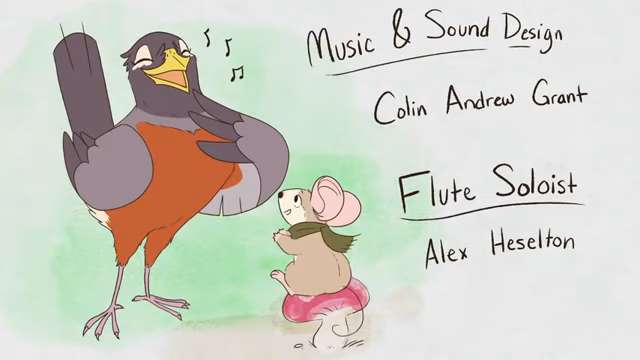 Music & Sound Design
Colin Andrew Grant
Flute Soloist
Alex Heselton